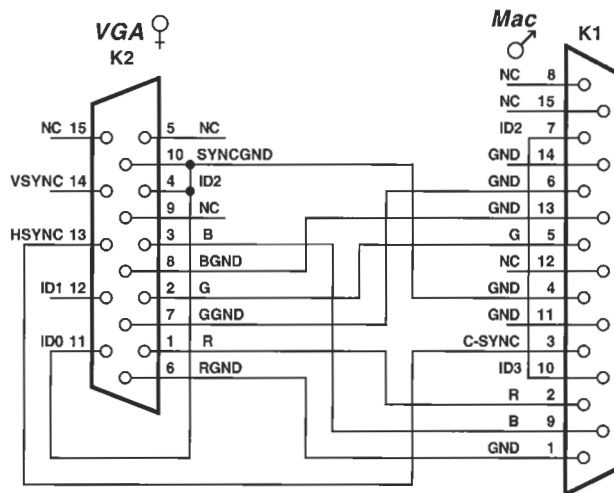 VGA
K2
Mac
K1
NC 15
5 NC
10 SYNCGND
VSYNC 14
4 ID2
9 NC
HSYNC 13
3 B
8 BGND
ID1 12
2 G
7 GGND
ID0 11
1 R
6 RGND
NC 8
NC 15
ID2 7
GND 14
GND 6
GND 13
G 5
NC 12
GND 4
GND 11
C-SYNC 3
ID3 10
R 2
B 9
GND 1